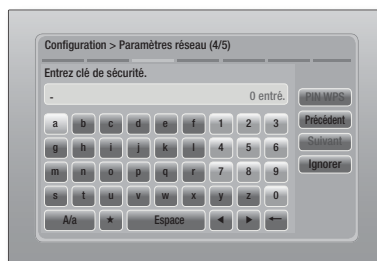 Configuration > Paramètres réseau (4/5)
Entrez clé de sécurité.
- 0 entré. PIN WPS
a b c d e f 1 2 3 Précédent
g h i j k l 4 5 6 Suivant
m n o p q r 7 8 9 Ignorer
s t u v w x y z 0
A/a ★ Espace ◀ ▶ ←